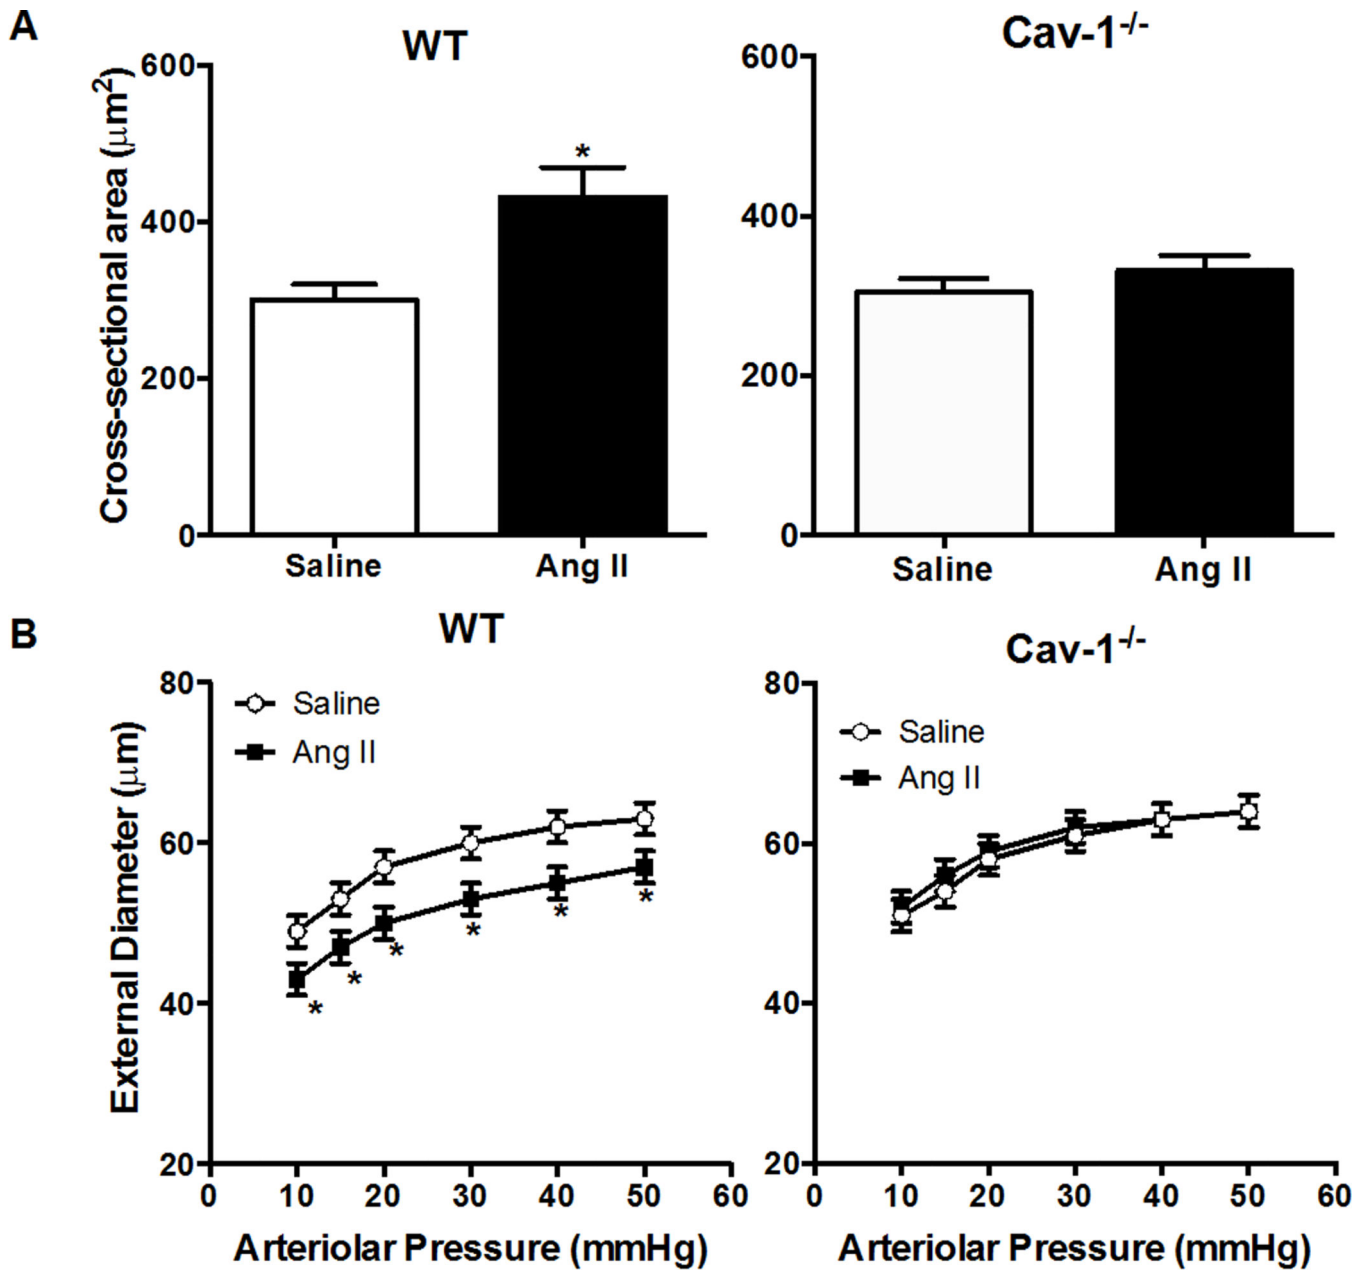 A
WT
Cav-1-/-
Cross-sectional area (μm2)
600
400
200
0
Saline
Ang II
*
600
400
200
0
Saline
Ang II
B
WT
Cav-1-/-
External Diameter (μm)
80
60
40
20
Saline
Ang II
* * * * * *
0 10 20 30 40 50 60
Arteriolar Pressure (mmHg)
80
60
40
20
Saline
Ang II
0 10 20 30 40 50 60
Arteriolar Pressure (mmHg)